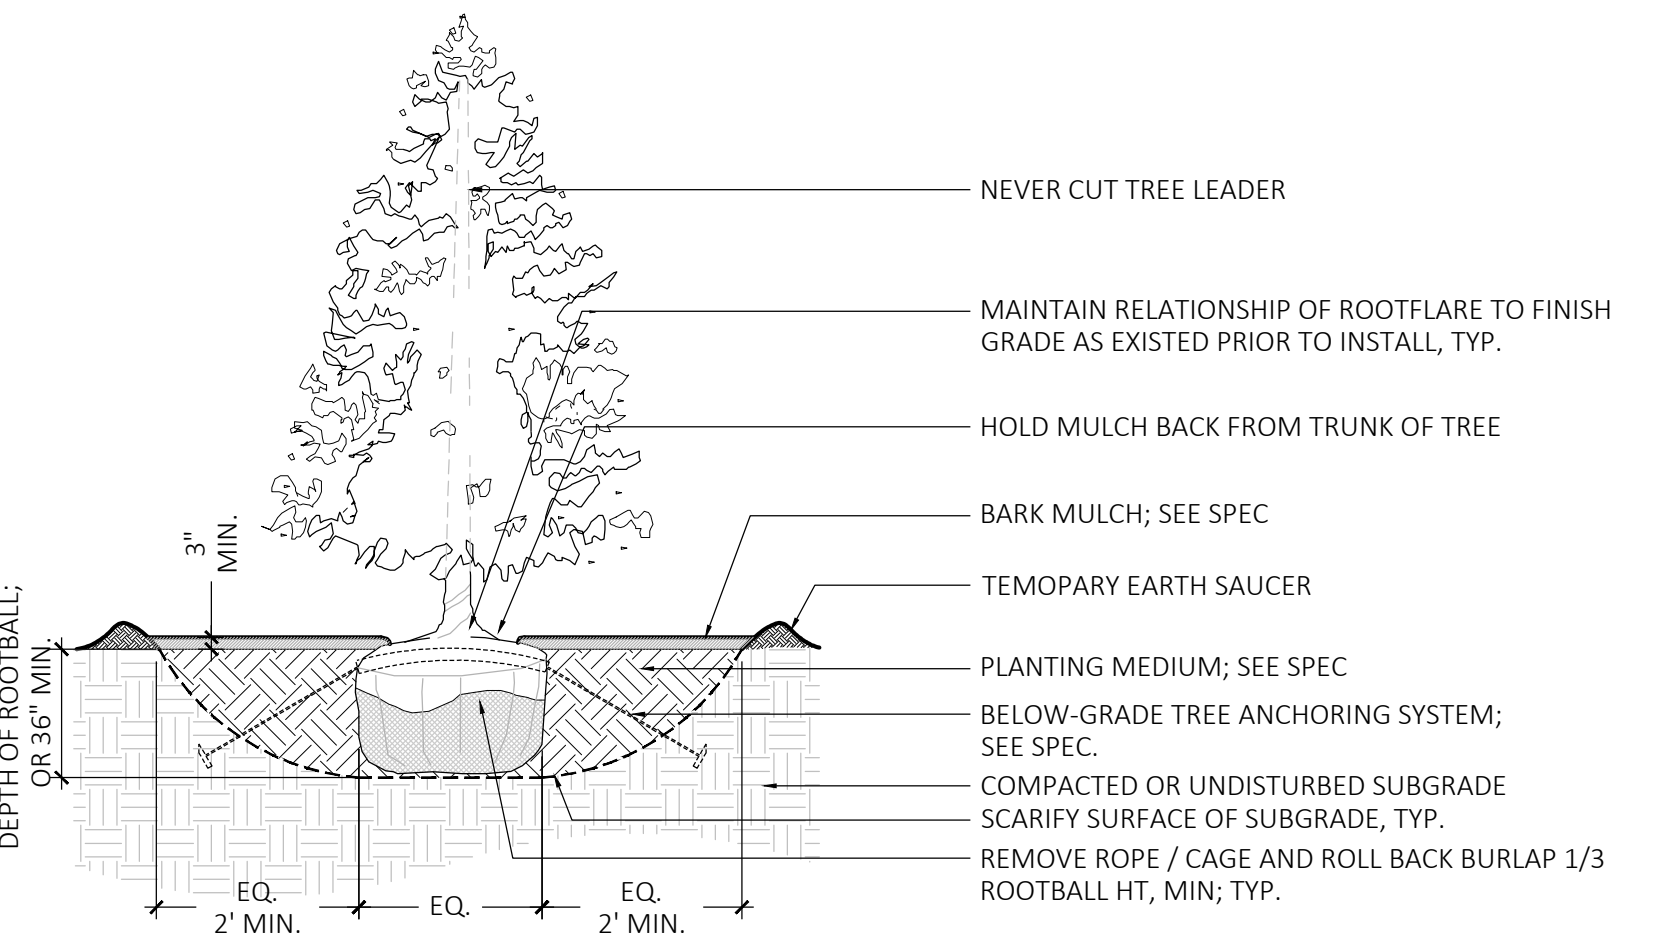 NEVER CUT TREE LEADER
MAINTAIN RELATIONSHIP OF ROOTFLARE TO FINISH
GRADE AS EXISTED PRIOR TO INSTALL, TYP.
HOLD MULCH BACK FROM TRUNK OF TREE
BARK MULCH; SEE SPEC
3"
MIN.
TEMOPARY EARTH SAUCER
DEPTH OF ROOTBALL;
OR 36" MIN.
PLANTING MEDIUM; SEE SPEC
BELOW-GRADE TREE ANCHORING SYSTEM;
SEE SPEC.
COMPACTED OR UNDISTURBED SUBGRADE
SCARIFY SURFACE OF SUBGRADE, TYP.
REMOVE ROPE / CAGE AND ROLL BACK BURLAP 1/3
ROOTBALL HT, MIN; TYP.
EQ.
2' MIN.
EQ.
EQ.
2' MIN.